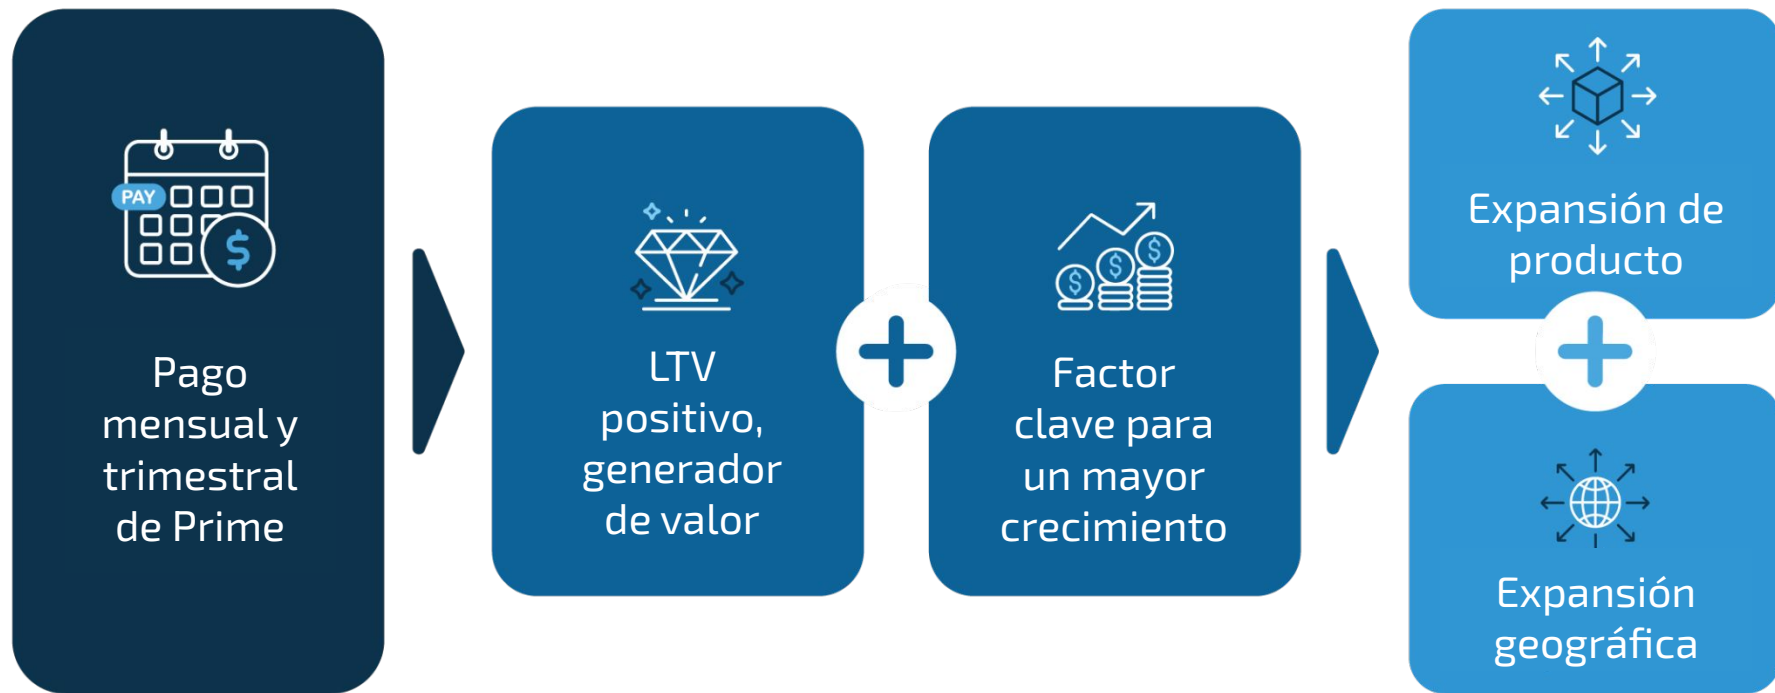 PAY
$
Pago
mensual y
trimestral
de Prime
LTV
positivo,
generador
de valor
$
$
$
Factor
clave para
un mayor
crecimiento
Expansión de
producto
Expansión
geográfica